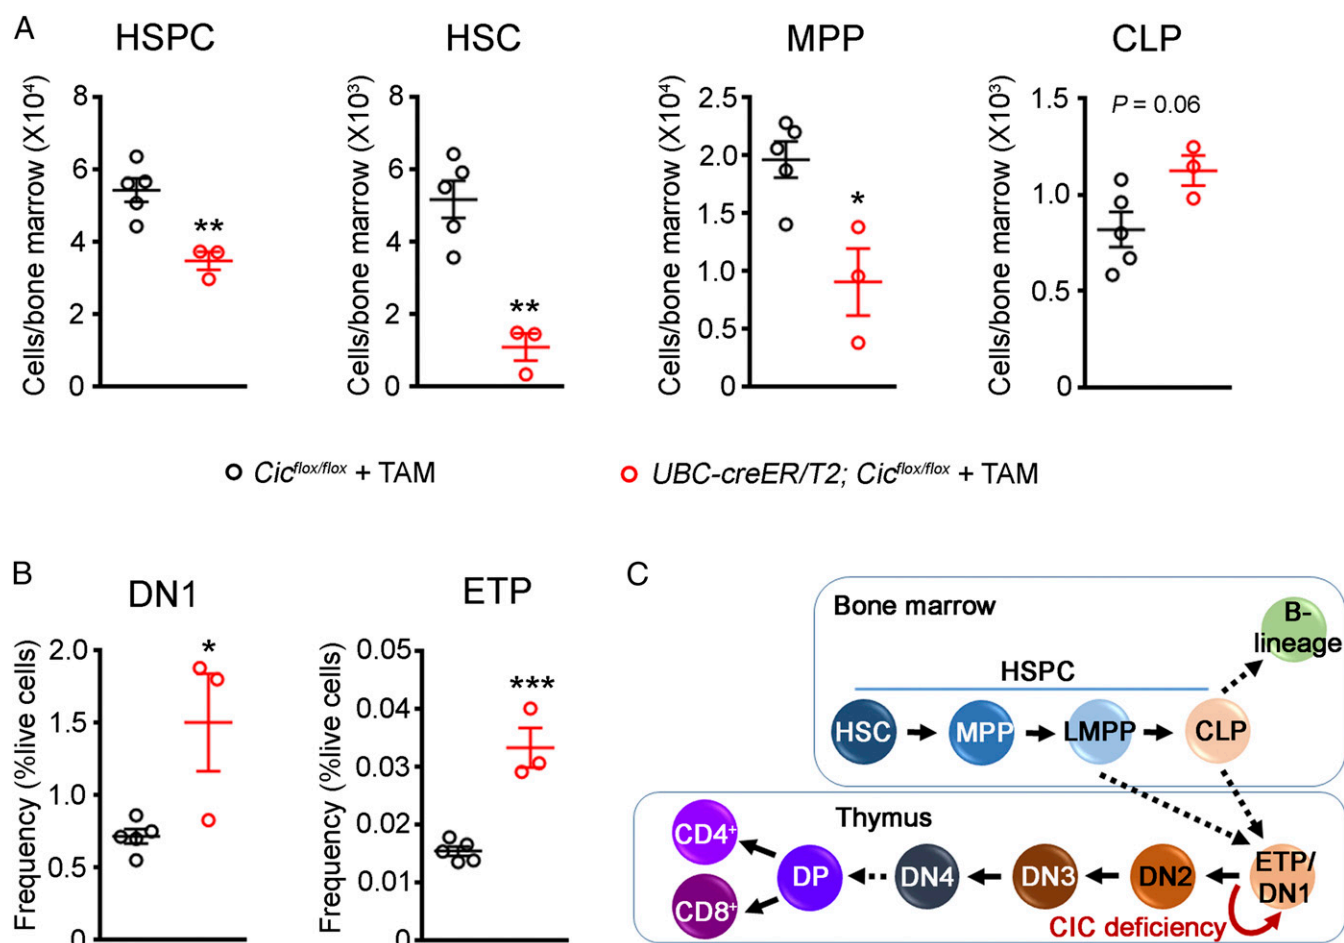 A
HSPC
HSC
MPP
CLP
Cells/bone marrow (X10⁴)
8
6
4
2
0
**
Cells/bone marrow (X10³)
8
6
4
2
0
**
Cells/bone marrow (X10⁴)
2.5
2.0
1.5
1.0
0.5
0
*
Cells/bone marrow (X10³)
1.5
1.0
0.5
0
P = 0.06
Cic^flox/flox + TAM
UBC-creER/T2; Cic^flox/flox + TAM
B
DN1
ETP
Frequency (%live cells)
2.0
1.5
1.0
0.5
0
*
Frequency (%live cells)
0.05
0.04
0.03
0.02
0.01
0
***
C
Bone marrow
B-
lineage
HSPC
HSC
MPP
LMPP
CLP
Thymus
CD4⁺
CD8⁺
DP
DN4
DN3
DN2
ETP/
DN1
CIC deficiency